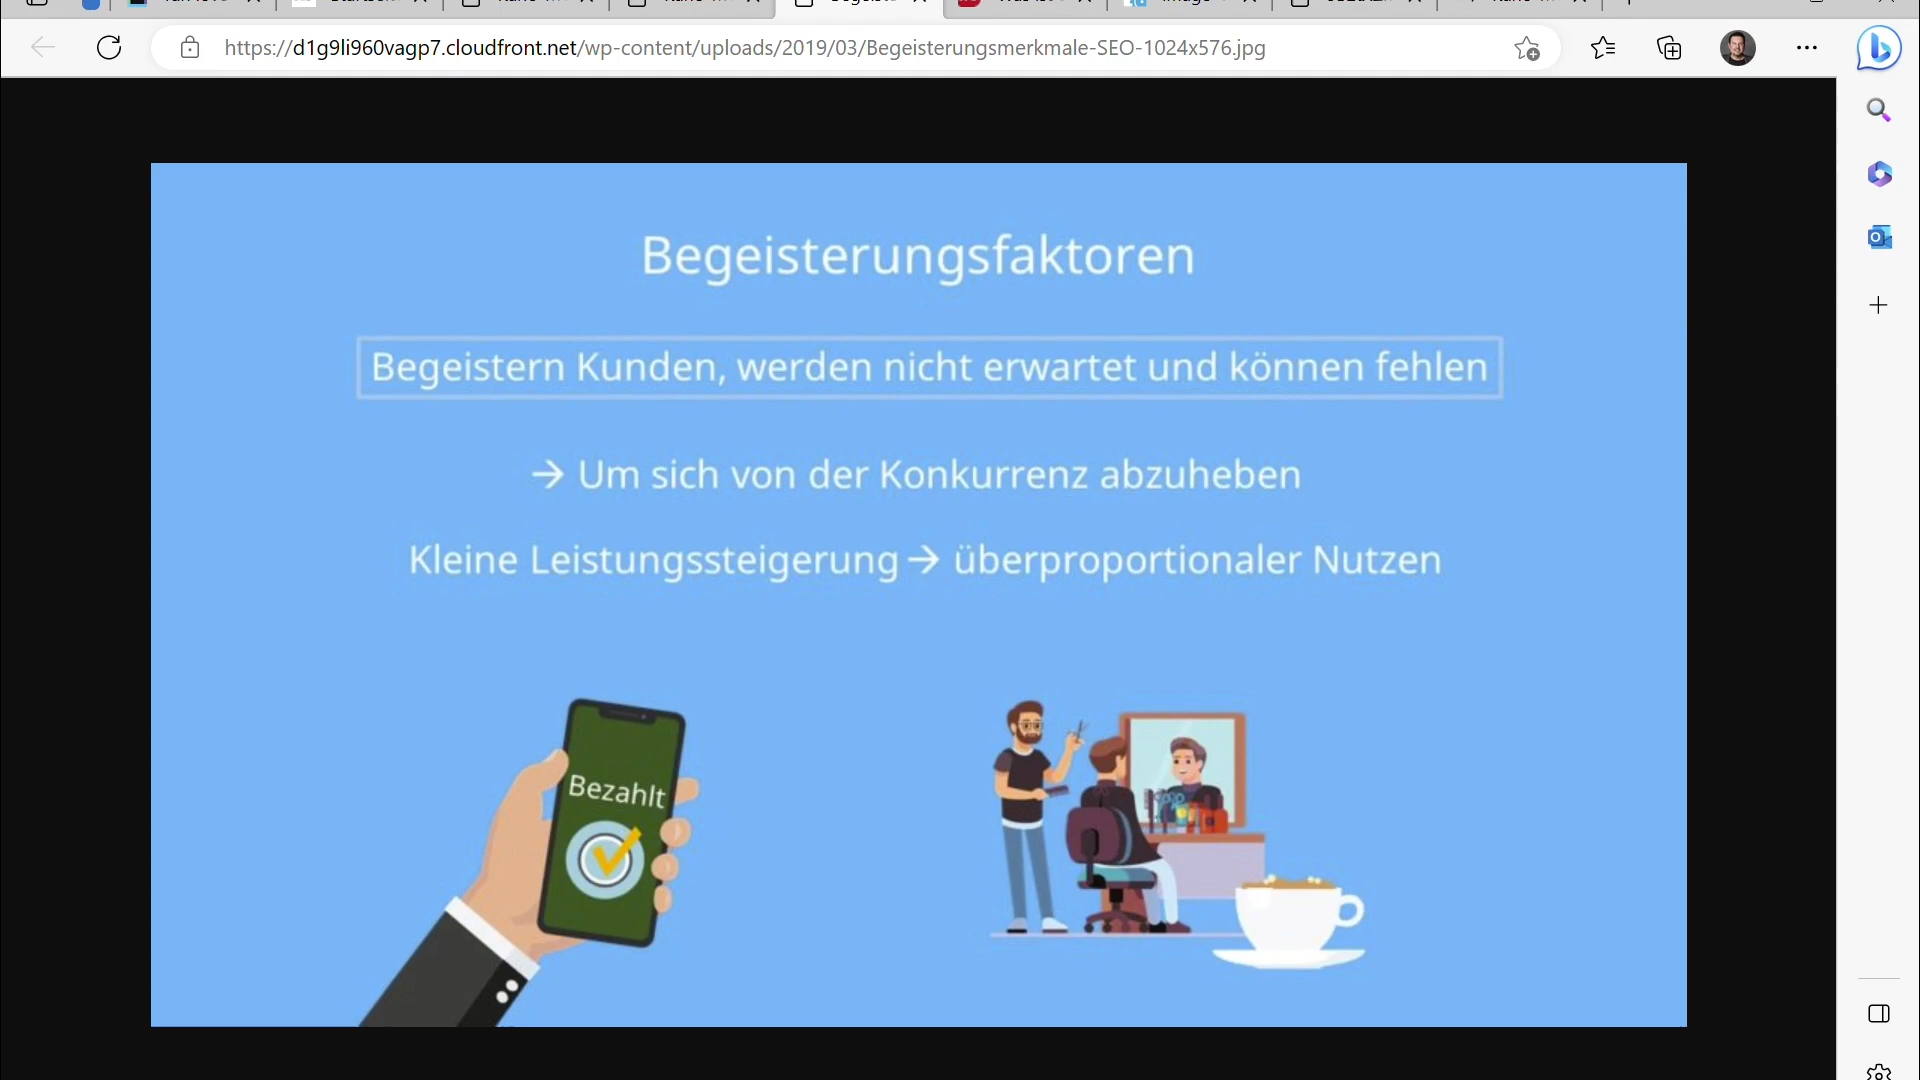 https://d1g9li960vagp7.cloudfront.net/wp-content/uploads/2019/03/Begeisterungsmerkmale-SEO-1024x576.jpg
Begeisterungsfaktoren
Begeistern Kunden, werden nicht erwartet und können fehlen
→ Um sich von der Konkurrenz abzuheben
Kleine Leistungssteigerung → überproportionaler Nutzen
Bezahlt